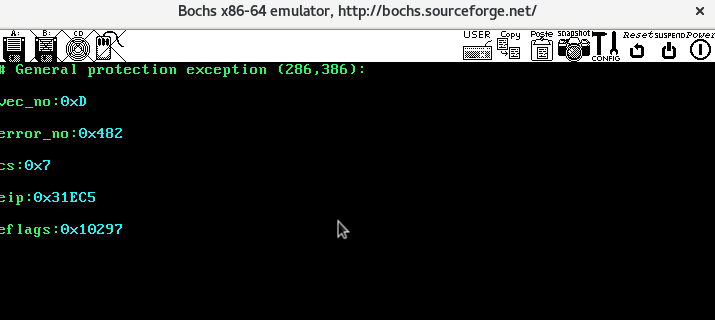 Bochs x86-64 emulator, http://bochs.sourceforge.net/ ×
A: B: CD USER Copy Paste snapshot CONFIG Reset SUSPEND Power
# General protection exception (286,386):
vec_no:0xD
error_no:0x482
cs:0x7
eip:0x31EC5
eflags:0x10297